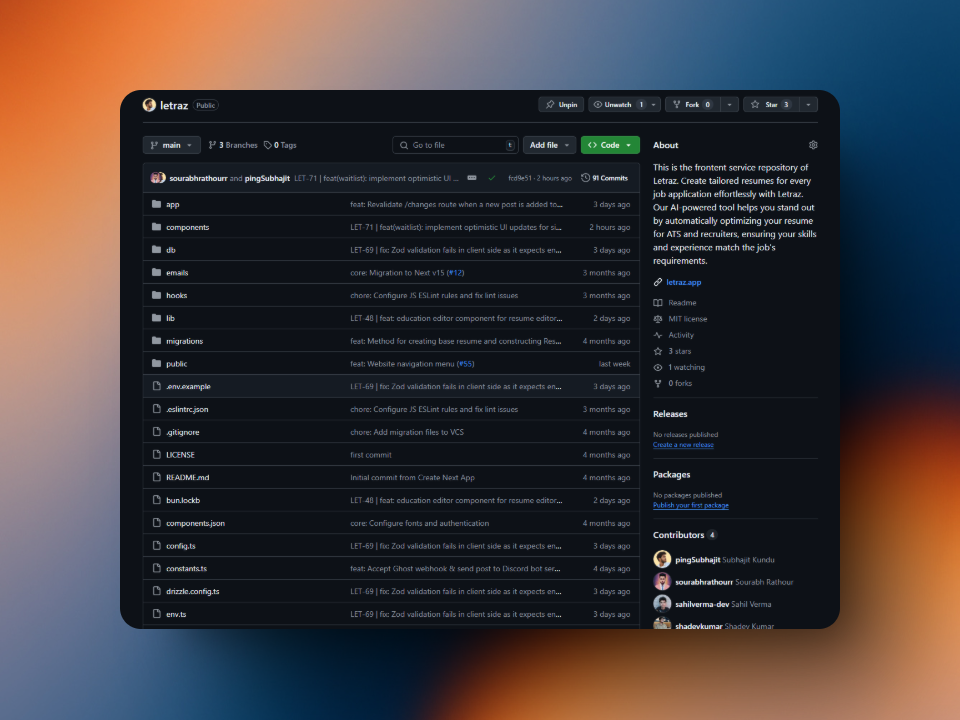 letraz Public
Unpin Unwatch 1 Fork 0 Star 3
main 3 Branches 0 Tags Go to file t Add file Code
sourabhrathourr and pingSubhajit LET-71 | feat(waitlist): implement optimistic UI ... fcd9e51 · 2 hours ago 91 Commits
app feat: Revalidate /changes route when a new post is added to... 3 days ago
components LET-71 | feat(waitlist): implement optimistic UI updates for si... 2 hours ago
db LET-69 | fix: Zod validation fails in client side as it expects en... 3 days ago
emails core: Migration to Next v15 (#12) 3 months ago
hooks chore: Configure JS ESLint rules and fix lint issues 3 months ago
lib LET-48 | feat: education editor component for resume editor... 2 days ago
migrations feat: Method for creating base resume and constructing Res... 4 months ago
public feat: Website navigation menu (#55) last week
.env.example LET-69 | fix: Zod validation fails in client side as it expects en... 3 days ago
.eslintrc.json chore: Configure JS ESLint rules and fix lint issues 3 months ago
.gitignore chore: Add migration files to VCS 4 months ago
LICENSE first commit 4 months ago
README.md Initial commit from Create Next App 4 months ago
bun.lockb LET-48 | feat: education editor component for resume editor... 2 days ago
components.json core: Configure fonts and authentication 4 months ago
config.ts LET-69 | fix: Zod validation fails in client side as it expects en... 3 days ago
constants.ts feat: Accept Ghost webhook & send post to Discord bot ser... 4 days ago
drizzle.config.ts LET-69 | fix: Zod validation fails in client side as it expects en... 3 days ago
env.ts LET-69 | fix: Zod validation fails in client side as it expects en... 3 days ago
About
This is the frontent service repository of
Letraz. Create tailored resumes for every
job application effortlessly with Letraz.
Our AI-powered tool helps you stand out
by automatically optimizing your resume
for ATS and recruiters, ensuring your skills
and experience match the job's
requirements.
letraz.app
Readme
MIT license
Activity
3 stars
1 watching
0 forks
Releases
No releases published
Create a new release
Packages
No packages published
Publish your first package
Contributors 4
pingSubhajit Subhajit Kundu
sourabhrathourr Sourabh Rathour
sahilverma-dev Sahil Verma
shadevkumar Shadev Kumar